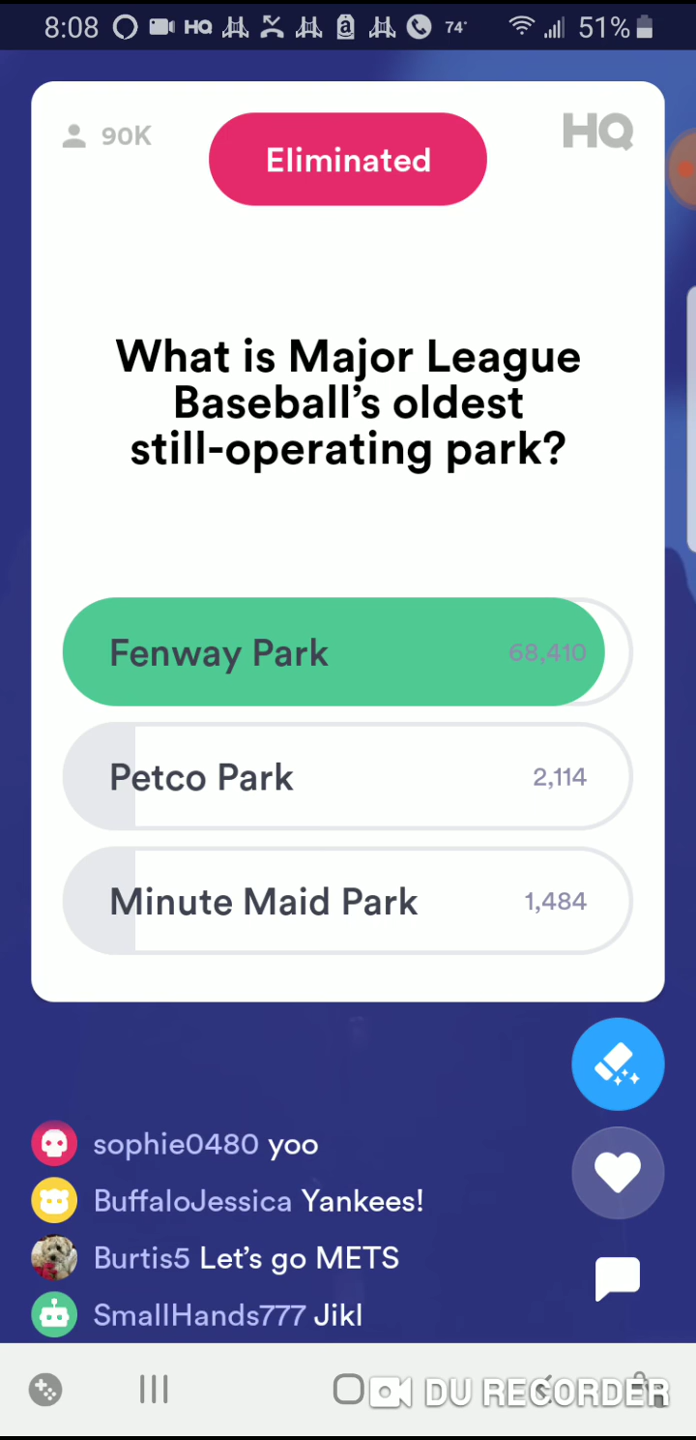 8:08 HQ a 74° 51%
90K Eliminated HQ
What is Major League
Baseball's oldest
still-operating park?
Fenway Park 68,410
Petco Park 2,114
Minute Maid Park 1,484
sophie0480 yoo
BuffaloJessica Yankees!
Burtis5 Let's go METS
SmallHands777 Jikl
DU RECORDER